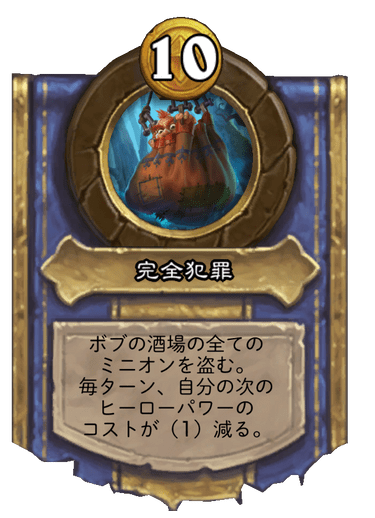 10
完全犯罪
ボブの酒場の全ての
ミニオンを盗む。
毎ターン、自分の次の
ヒーローパワーの
コストが（1）減る。